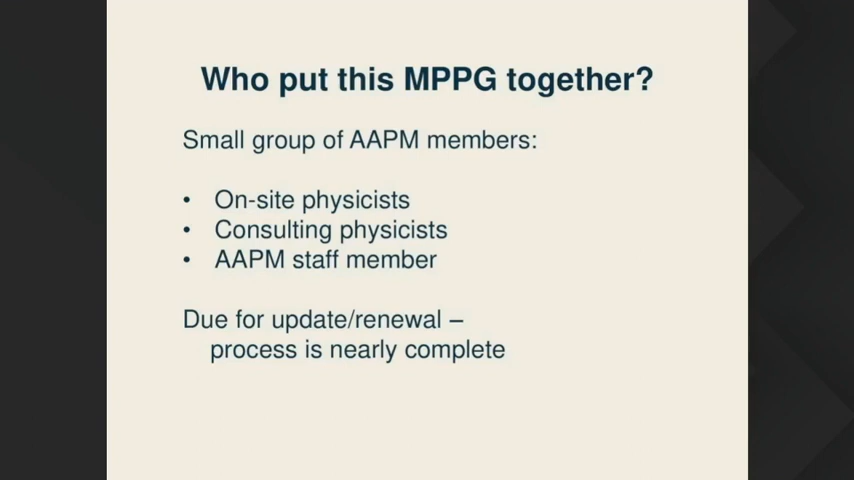 Who put this MPPG together?
Small group of AAPM members:
• On-site physicists
• Consulting physicists
• AAPM staff member
Due for update/renewal –
process is nearly complete